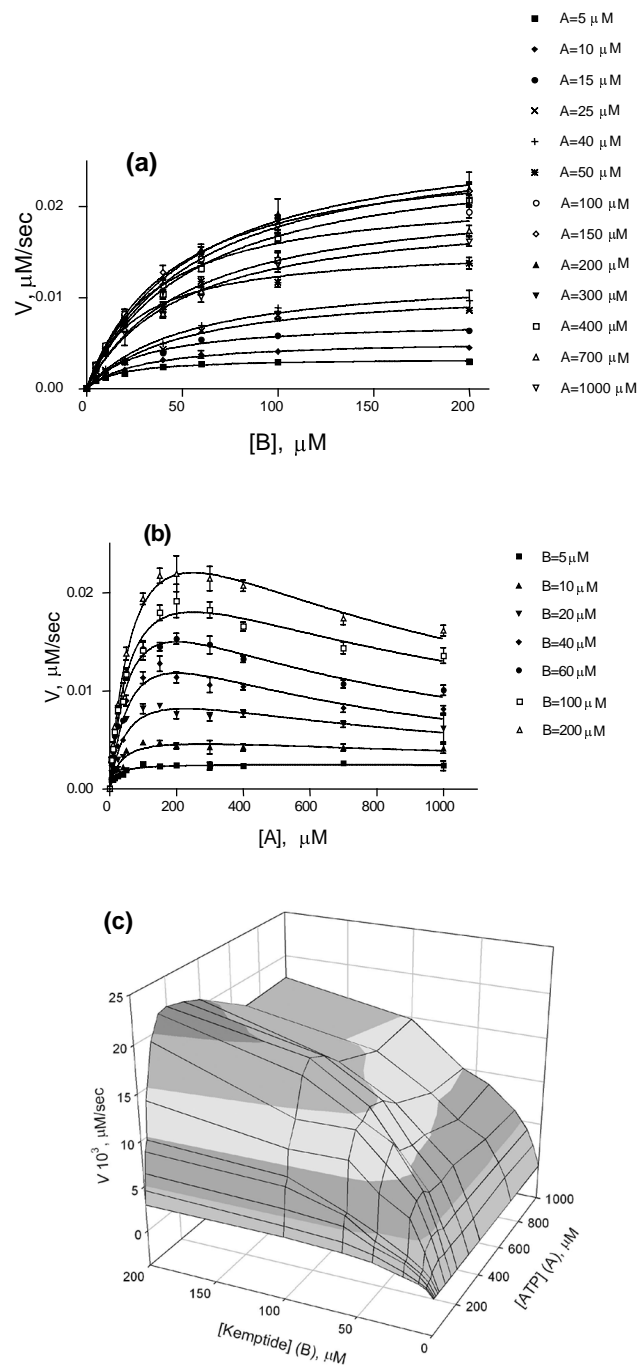 A=5 μM
A=10 μM
A=15 μM
A=25 μM
A=40 μM
A=50 μM
A=100 μM
A=150 μM
A=200 μM
A=300 μM
A=400 μM
A=700 μM
A=1000 μM
(a)
V, μM/sec
0.02
0.01
0.00
0 50 100 150 200
[B], μM
(b)
V, μM/sec
0.02
0.01
0.00
0 200 400 600 800 1000
[A], μM
B=5 μM
B=10 μM
B=20 μM
B=40 μM
B=60 μM
B=100 μM
B=200 μM
(c)
V 10³, μM/sec
25
20
15
10
5
0
200 150 100 50 0
[Kemptide] (B), μM
200 400 600 800 1000
[ATP] (A), μM